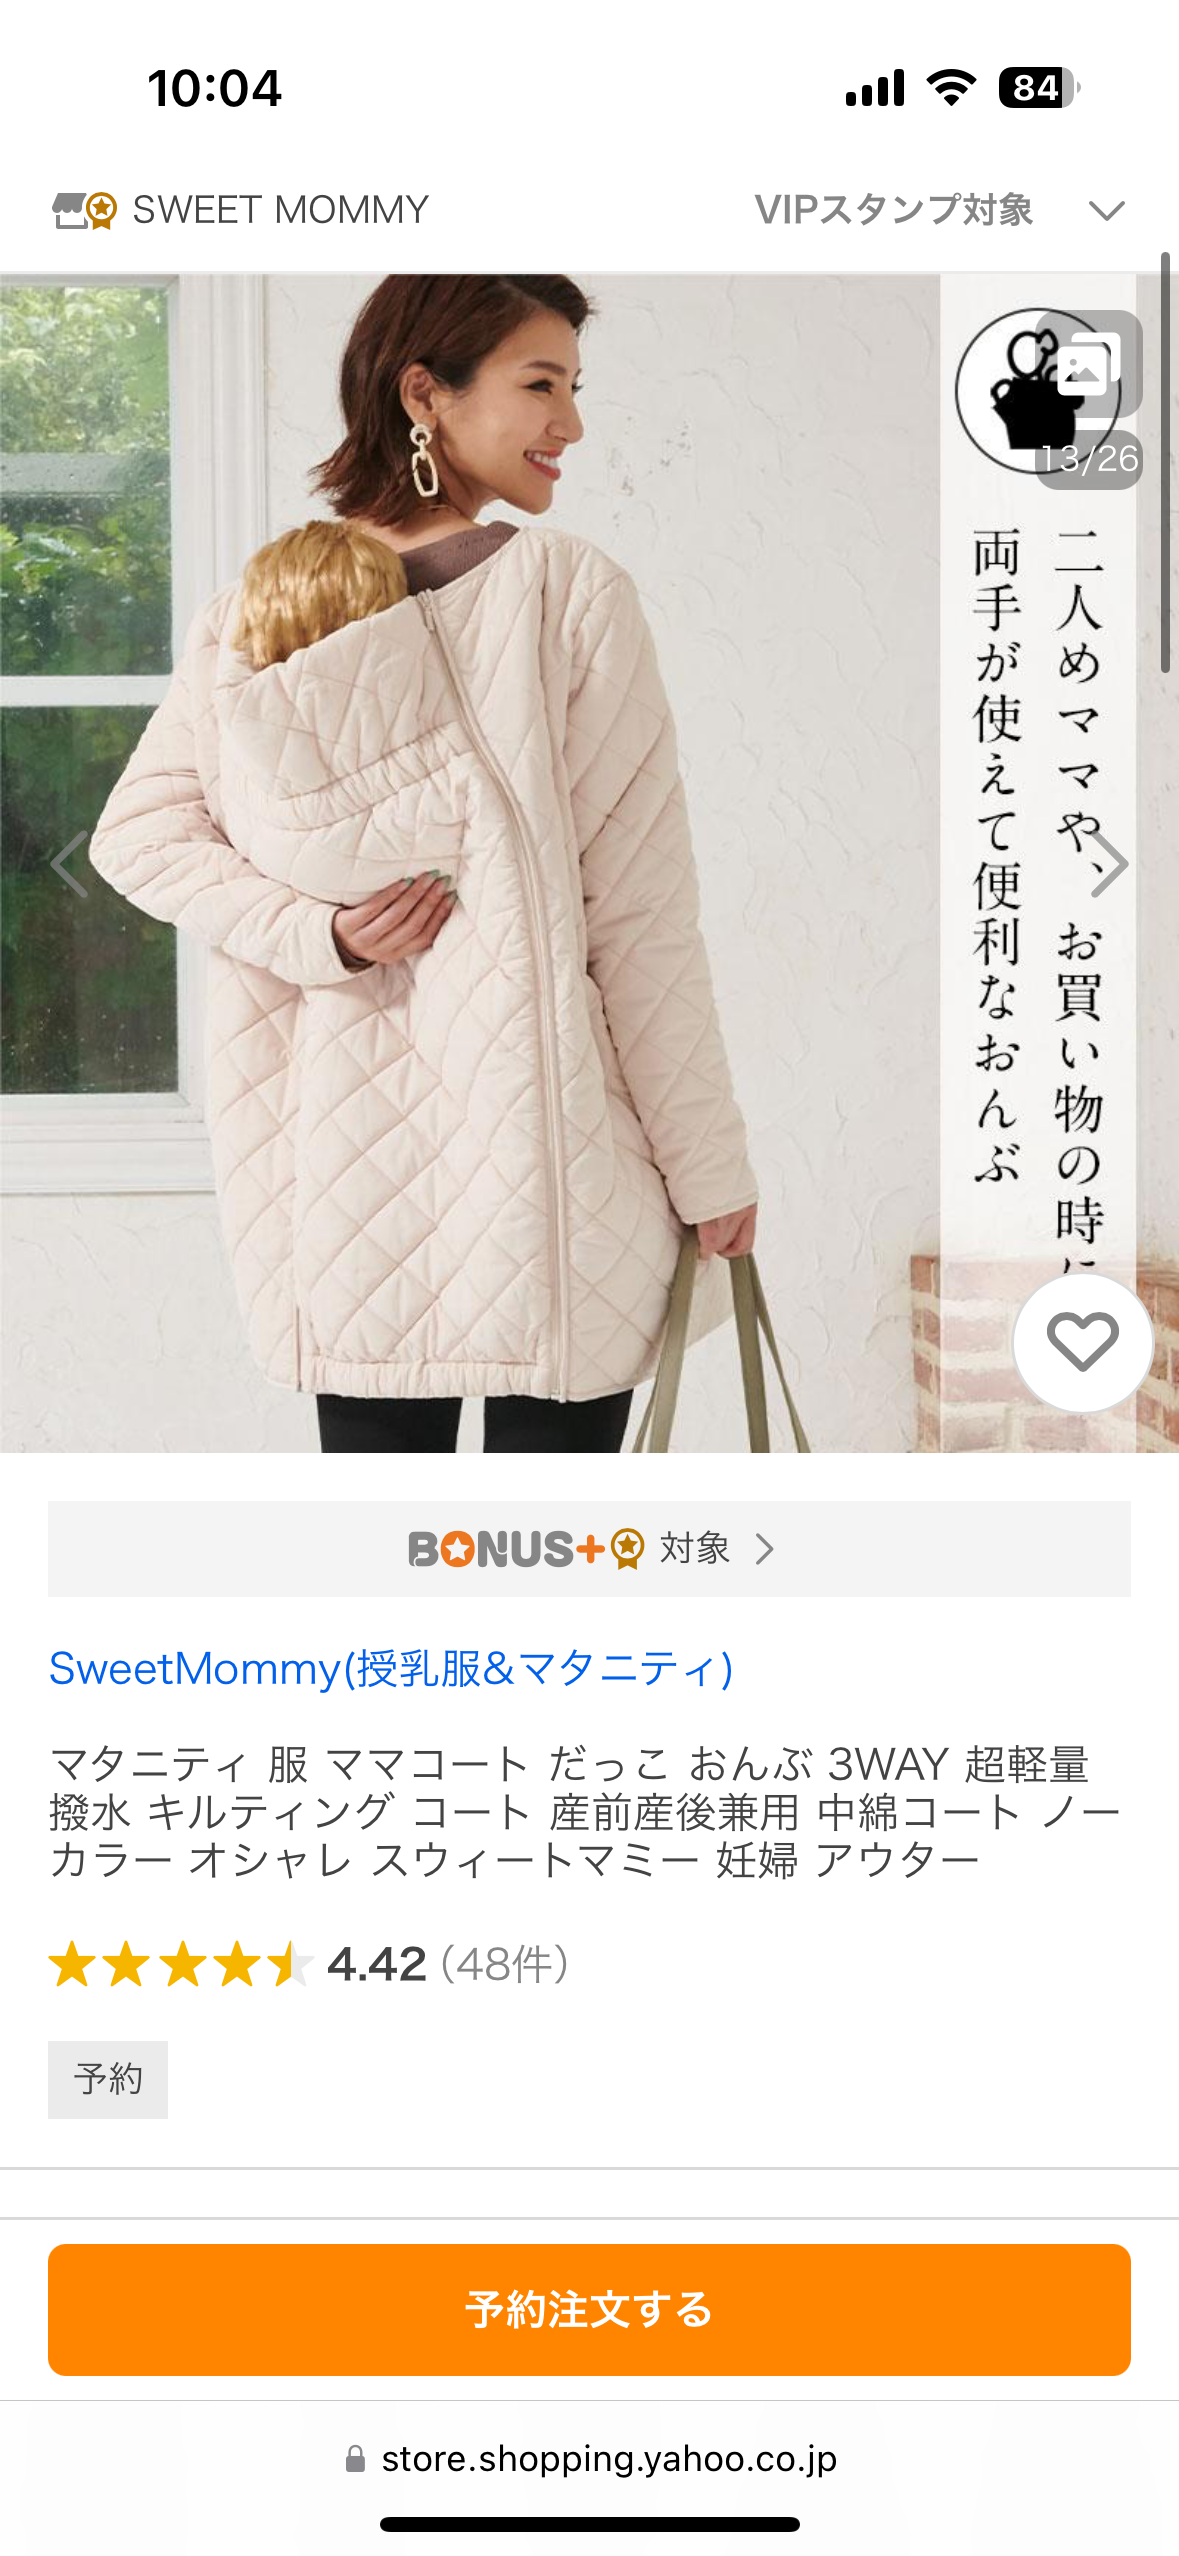 10:04
84
SWEET MOMMY
VIPスタンプ対象
13/26
二人めママや、お買い物の時に
両手が使えて便利なおんぶ
BONUS+ 対象
SweetMommy(授乳服&マタニティ)
マタニティ 服 ママコート だっこ おんぶ 3WAY 超軽量
撥水 キルティング コート 産前産後兼用 中綿コート ノー
カラー オシャレ スウィートマミー 妊婦 アウター
4.42 (48件)
予約
予約注文する
store.shopping.yahoo.co.jp